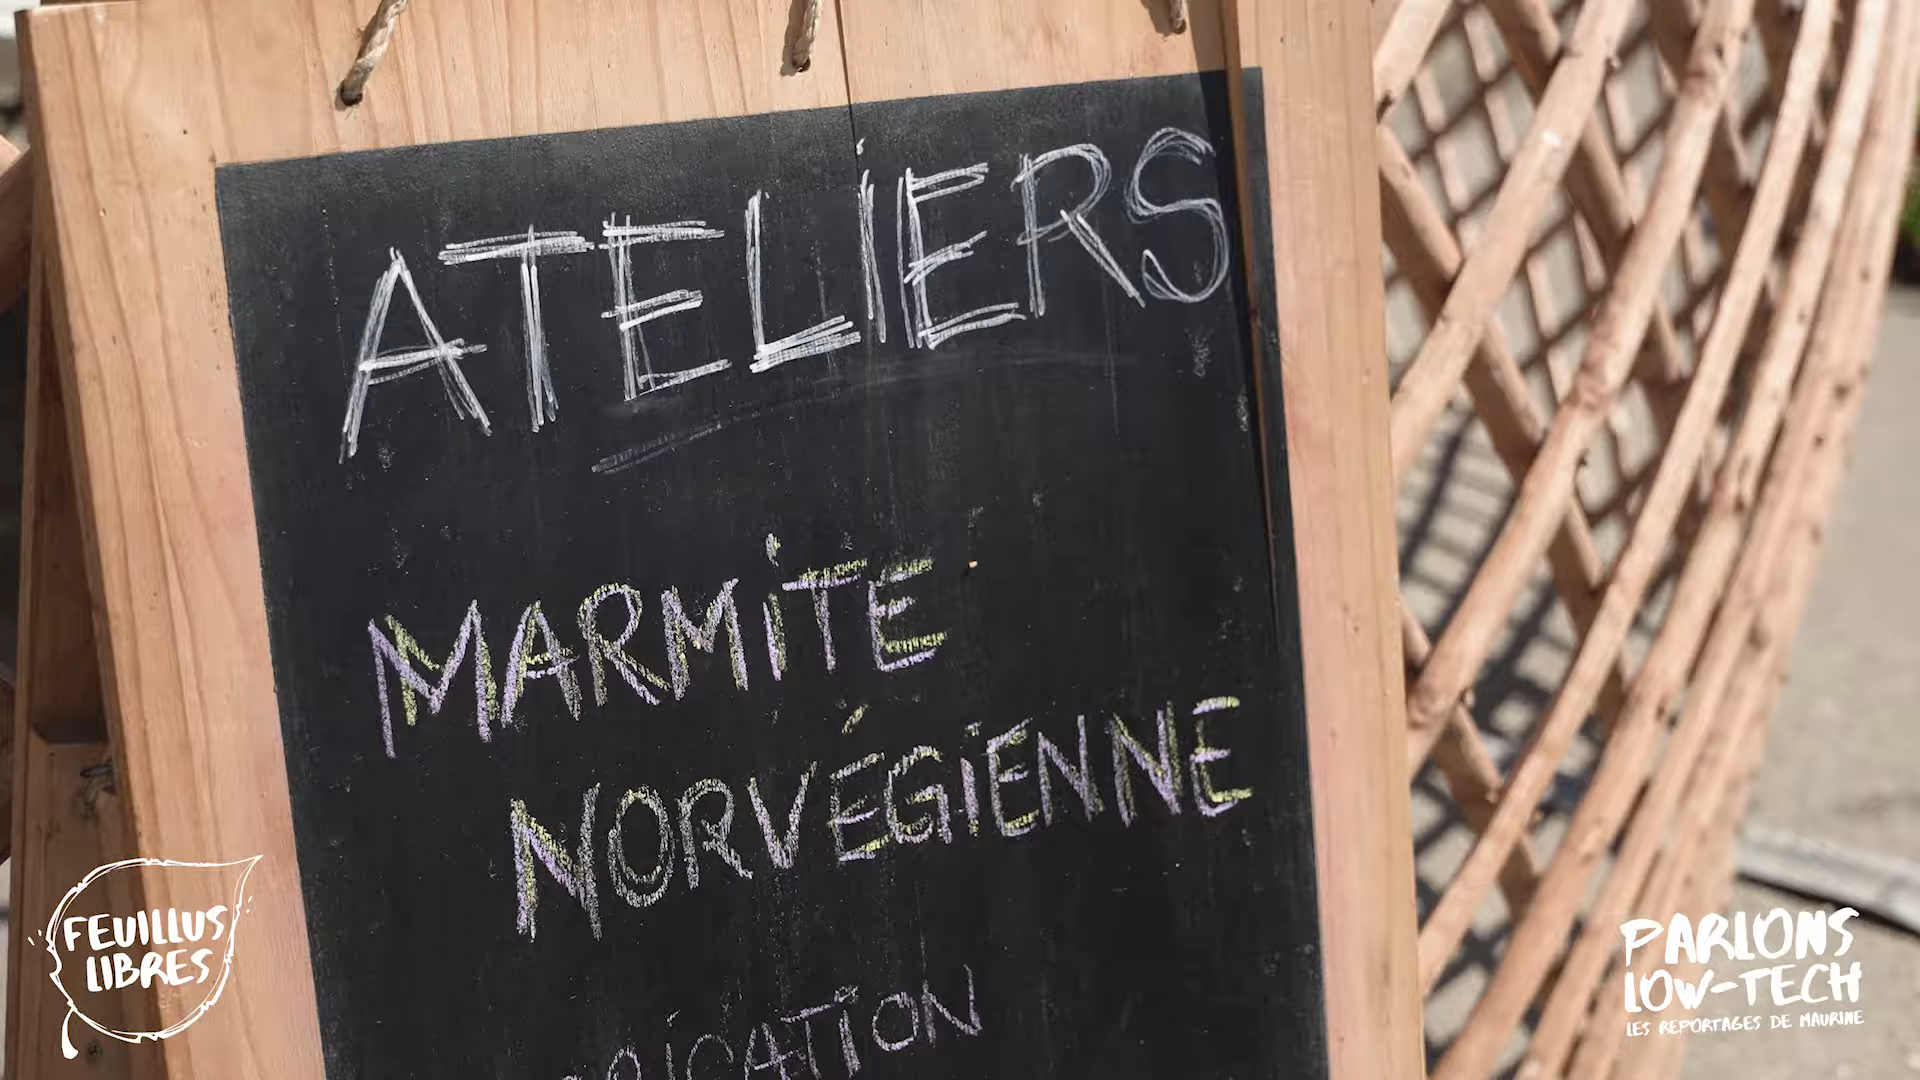 ATELIERS
MARMITE
NORVÉGIENNE
FEUILLUS
LIBRES
PARLONS
LOW-TECH
LES REPORTAGES DE MAURINE